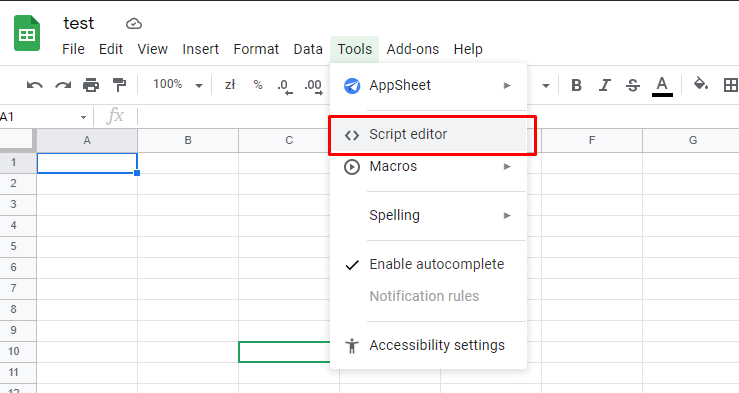 test
File Edit View Insert Format Data Tools Add-ons Help
100% zł % .0 .00 B I S A
A1 fx
AppSheet
Script editor
Macros
Spelling
Enable autocomplete
Notification rules
Accessibility settings
A B C F G
1
2
3
4
5
6
7
8
9
10
11
12